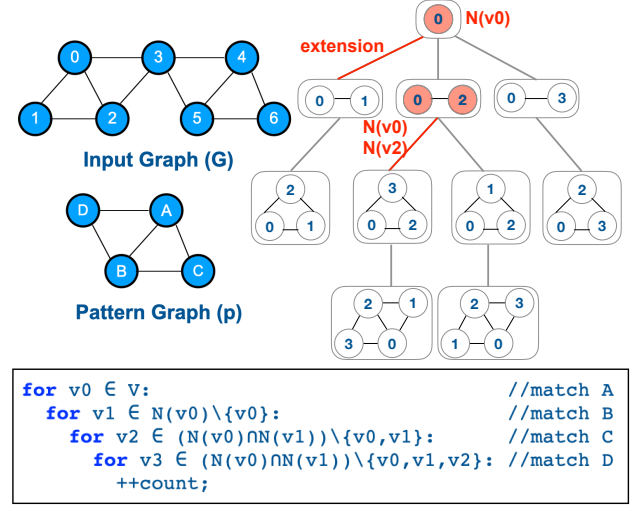 0 N(v0)
extension
0 3 4
0 1
0 2
0 3
1 2 5 6
N(v0)
N(v2)
Input Graph (G)
2
0 1
3
0 2
1
0 2
2
0 3
D A
B C
Pattern Graph (p)
2 1
3 0
2 3
1 0
for v0 ∈ V: //match A
for v1 ∈ N(v0)\{v0}: //match B
for v2 ∈ (N(v0)∩N(v1))\{v0,v1}: //match C
for v3 ∈ (N(v0)∩N(v1))\{v0,v1,v2}: //match D
++count;